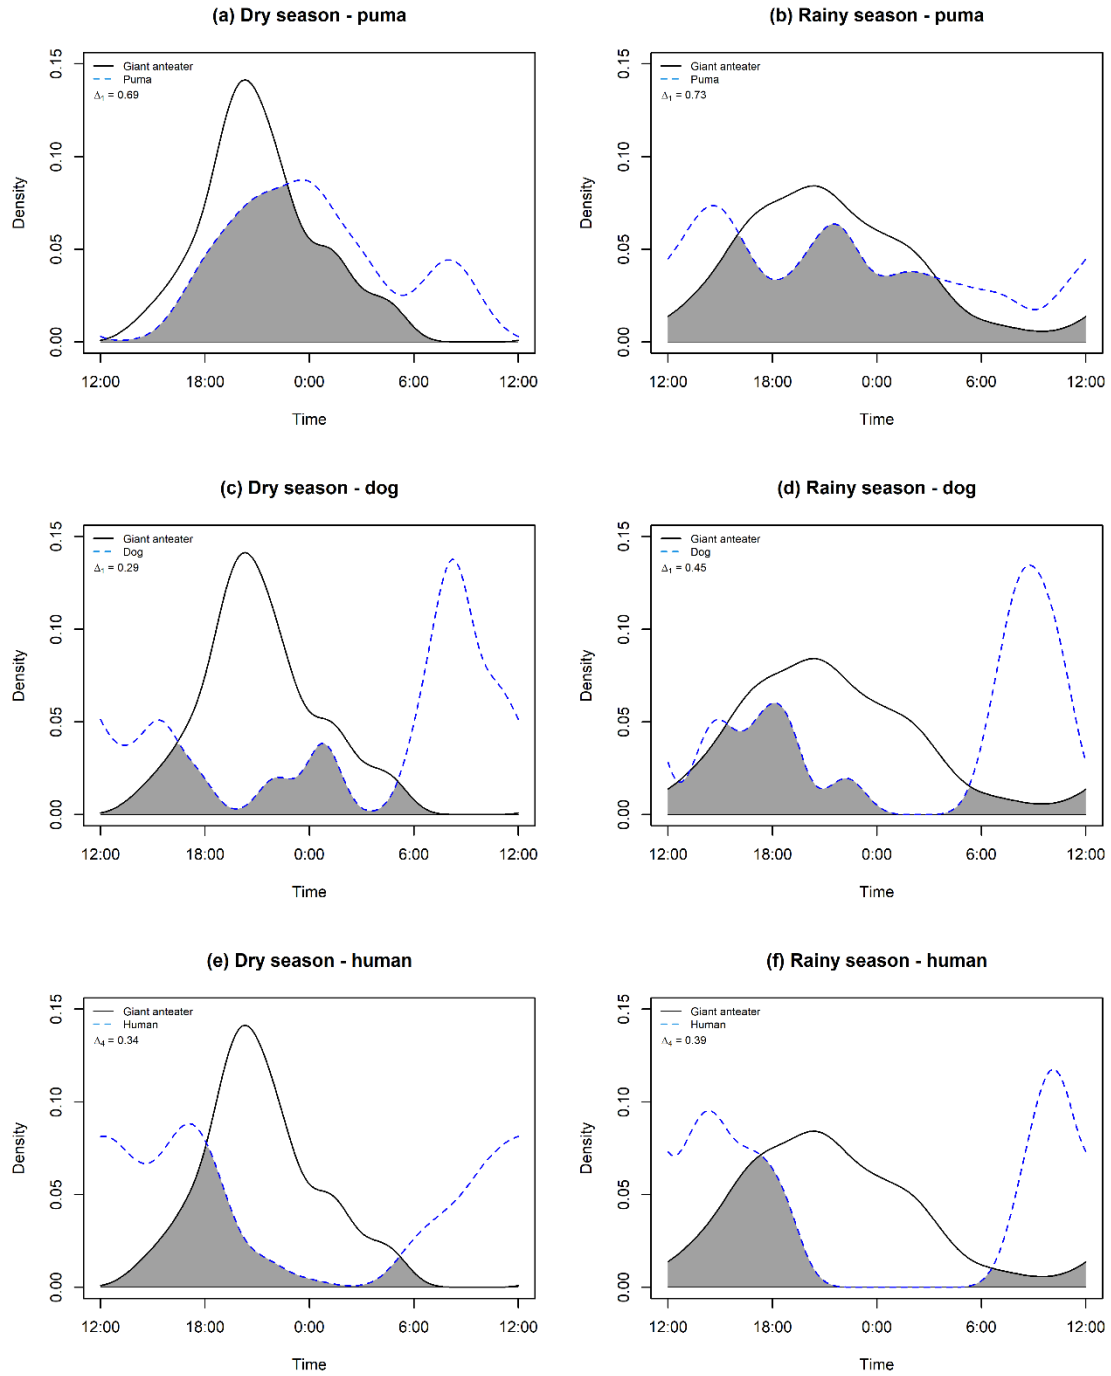 (a) Dry season - puma
Giant anteater
Puma
Δ₁ = 0.69
0.15
0.10
0.05
0.00
Density
12:00 18:00 0:00 6:00 12:00
Time
(b) Rainy season - puma
Giant anteater
Puma
Δ₁ = 0.73
0.15
0.10
0.05
0.00
Density
12:00 18:00 0:00 6:00 12:00
Time
(c) Dry season - dog
Giant anteater
Dog
Δ₁ = 0.29
0.15
0.10
0.05
0.00
Density
12:00 18:00 0:00 6:00 12:00
Time
(d) Rainy season - dog
Giant anteater
Dog
Δ₁ = 0.45
0.15
0.10
0.05
0.00
Density
12:00 18:00 0:00 6:00 12:00
Time
(e) Dry season - human
Giant anteater
Human
Δ₄ = 0.34
0.15
0.10
0.05
0.00
Density
12:00 18:00 0:00 6:00 12:00
Time
(f) Rainy season - human
Giant anteater
Human
Δ₄ = 0.39
0.15
0.10
0.05
0.00
Density
12:00 18:00 0:00 6:00 12:00
Time